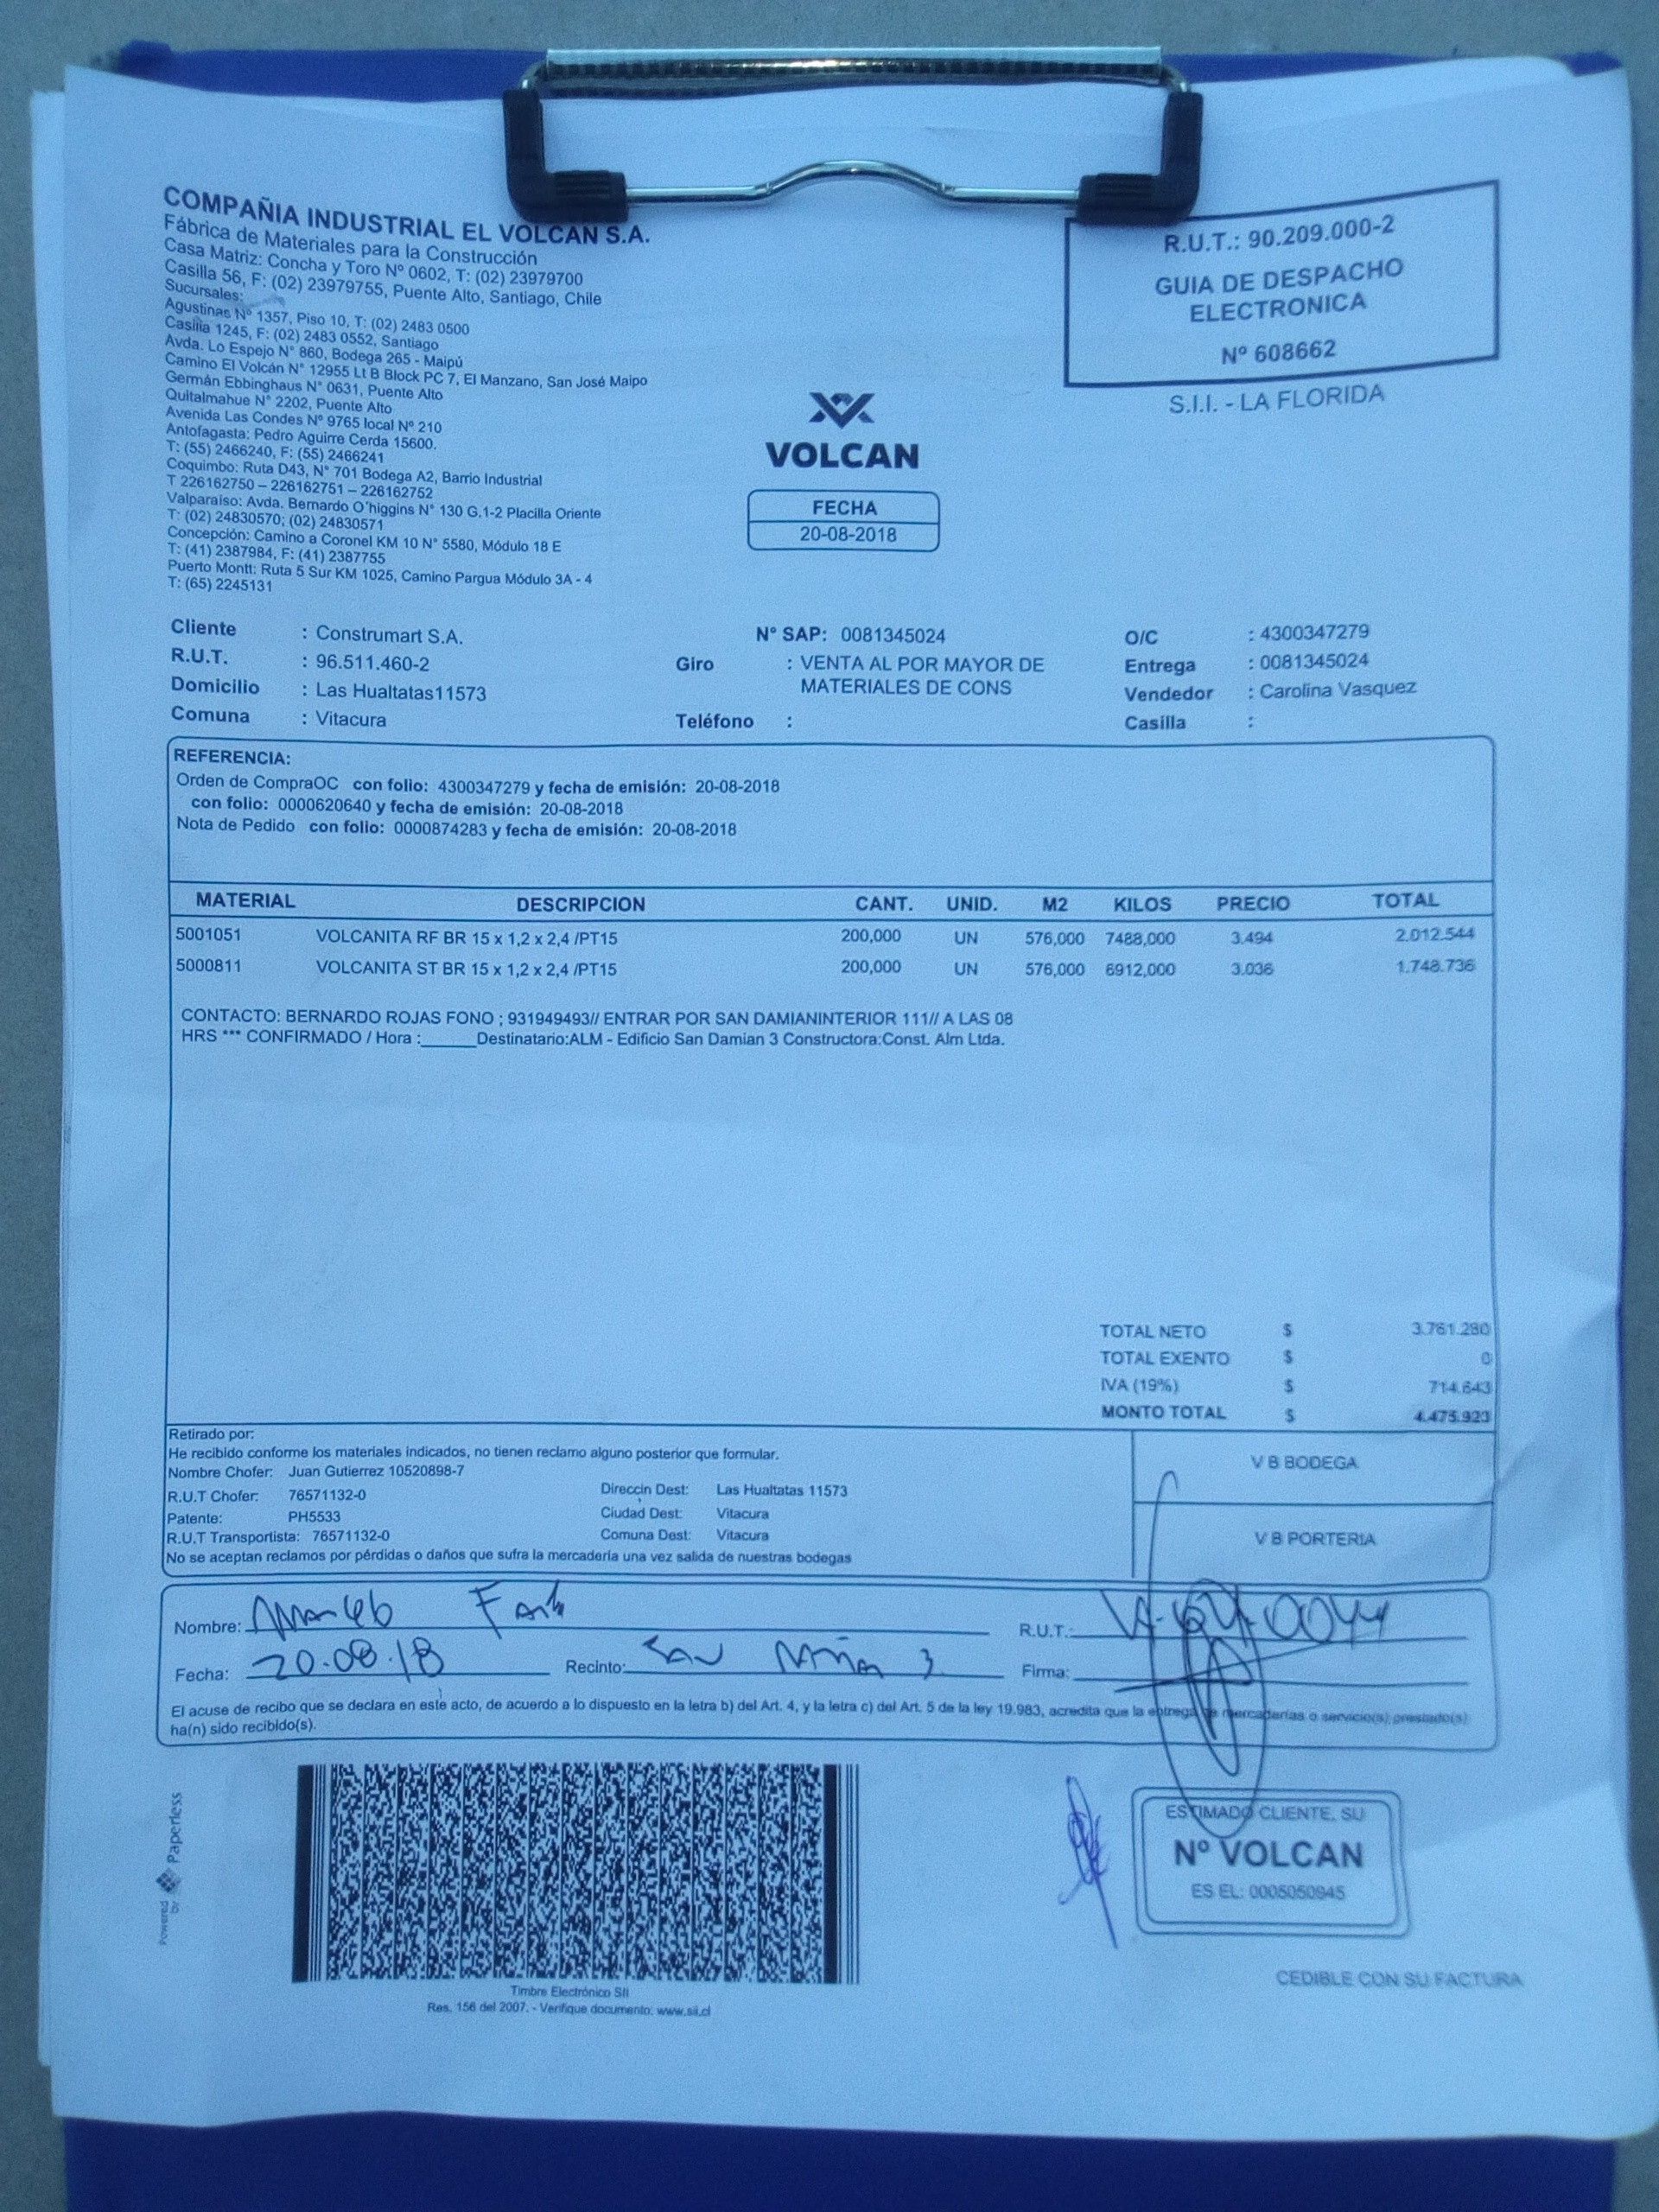 COMPAÑIA INDUSTRIAL EL VOLCAN S.A.
Fábrica de Materiales para la Construcción
Casa Matriz: Concha y Toro Nº 0602, T: (02) 23979700
Casilla 56, F: (02) 23979755, Puente Alto, Santiago, Chile
Sucursales:
Agustinas Nº 1357, Piso 10, T: (02) 2483 0500
Casilla 1245, F: (02) 2483 0552, Santiago
Avda. Lo Espejo N° 860, Bodega 265 - Maipú
Camino El Volcán N° 12955 Lt B Block PC 7, El Manzano, San José Maipo
Germán Ebbinghaus N° 0631, Puente Alto
Quitalmahue N° 2202, Puente Alto
Avenida Las Condes Nº 9765 local Nº 210
Antofagasta: Pedro Aguirre Cerda 15600.
T: (55) 2466240, F: (55) 2466241
Coquimbo: Ruta D43, N° 701 Bodega A2, Barrio Industrial
T 226162750 – 226162751 – 226162752
Valparaíso: Avda. Bernardo O'higgins N° 130 G.1-2 Placilla Oriente
T: (02) 24830570; (02) 24830571
Concepción: Camino a Coronel KM 10 N° 5580, Módulo 18 E
T: (41) 2387984, F: (41) 2387755
Puerto Montt: Ruta 5 Sur KM 1025, Camino Pargua Módulo 3A - 4
T: (65) 2245131
VOLCAN
FECHA
20-08-2018
R.U.T.: 90.209.000-2
GUIA DE DESPACHO
ELECTRONICA
Nº 608662
S.I.I. - LA FLORIDA
Cliente : Construmart S.A. N° SAP: 0081345024 O/C : 4300347279
R.U.T. : 96.511.460-2 Giro : VENTA AL POR MAYOR DE Entrega : 0081345024
Domicilio : Las Hualtatas11573 MATERIALES DE CONS Vendedor : Carolina Vasquez
Comuna : Vitacura Teléfono : Casilla :
REFERENCIA:
Orden de CompraOC con folio: 4300347279 y fecha de emisión: 20-08-2018
con folio: 0000620640 y fecha de emisión: 20-08-2018
Nota de Pedido con folio: 0000874283 y fecha de emisión: 20-08-2018
MATERIAL DESCRIPCION CANT. UNID. M2 KILOS PRECIO TOTAL
5001051 VOLCANITA RF BR 15 x 1,2 x 2,4 /PT15 200,000 UN 576,000 7488,000 3.494 2.012.544
5000811 VOLCANITA ST BR 15 x 1,2 x 2,4 /PT15 200,000 UN 576,000 6912,000 3.036 1.748.736
CONTACTO: BERNARDO ROJAS FONO ; 931949493// ENTRAR POR SAN DAMIANINTERIOR 111// A LAS 08
HRS *** CONFIRMADO / Hora :______Destinatario:ALM - Edificio San Damian 3 Constructora:Const. Alm Ltda.
TOTAL NETO $ 3.761.280
TOTAL EXENTO $ 0
IVA (19%) $ 714.643
MONTO TOTAL $ 4.475.923
Retirado por:
He recibido conforme los materiales indicados, no tienen reclamo alguno posterior que formular.
Nombre Chofer: Juan Gutierrez 10520898-7
R.U.T Chofer: 76571132-0 Direccin Dest: Las Hualtatas 11573
Patente: PH5533 Ciudad Dest: Vitacura
R.U.T Transportista: 76571132-0 Comuna Dest: Vitacura
No se aceptan reclamos por pérdidas o daños que sufra la mercadería una vez salida de nuestras bodegas
V B BODEGA
V B PORTERIA
Nombre: R.U.T.:
Fecha: 20.08.18 Recinto: San 3 Firma:
El acuse de recibo que se declara en este acto, de acuerdo a lo dispuesto en la letra b) del Art. 4, y la letra c) del Art. 5 de la ley 19.983, acredita que la entrega de mercaderías o servicio(s) prestado(s)
ha(n) sido recibido(s).
Powered by Paperless
Timbre Electrónico SII
Res. 156 del 2007. - Verifique documento: www.sii.cl
ESTIMADO CLIENTE, SU
Nº VOLCAN
ES EL: 0005050945
CEDIBLE CON SU FACTURA